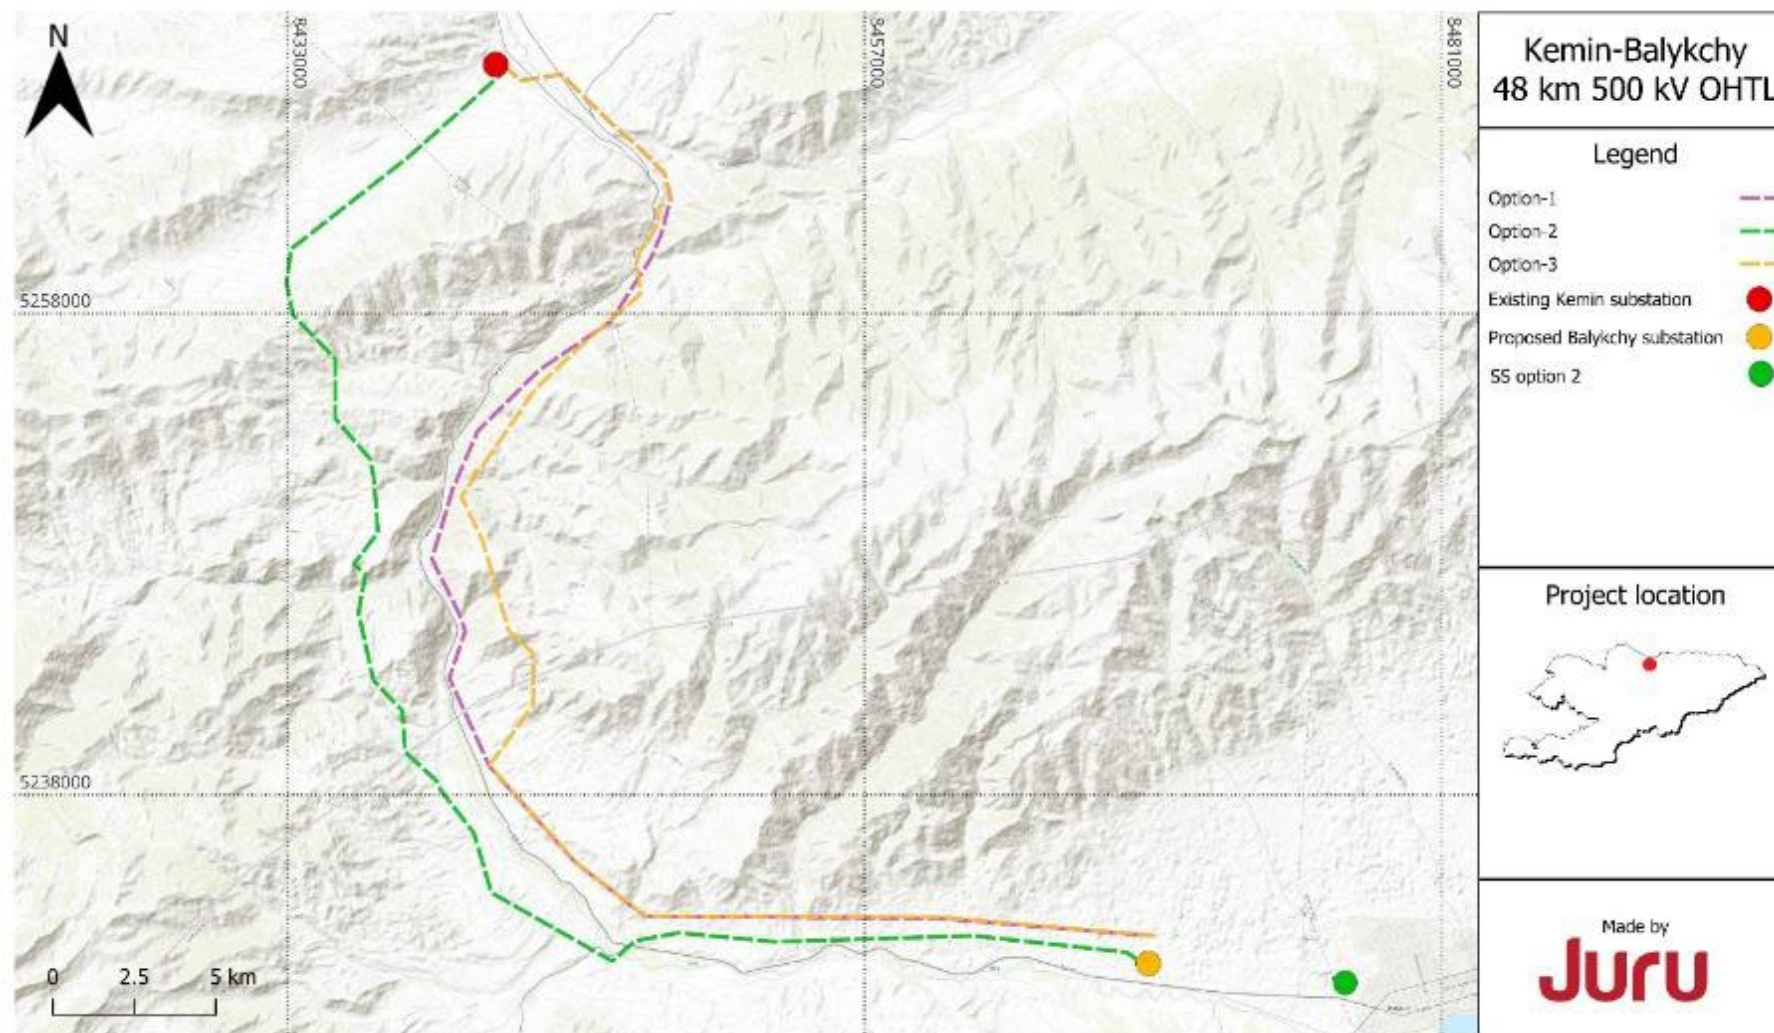 N
8433000
8457000
8481000
5258000
5238000
0 2.5 5 km
Kemin-Balykchy
48 km 500 kV OHTL
Legend
Option-1
Option-2
Option-3
Existing Kemin substation
Proposed Balykchy substation
SS option 2
Project location
Made by
Juru